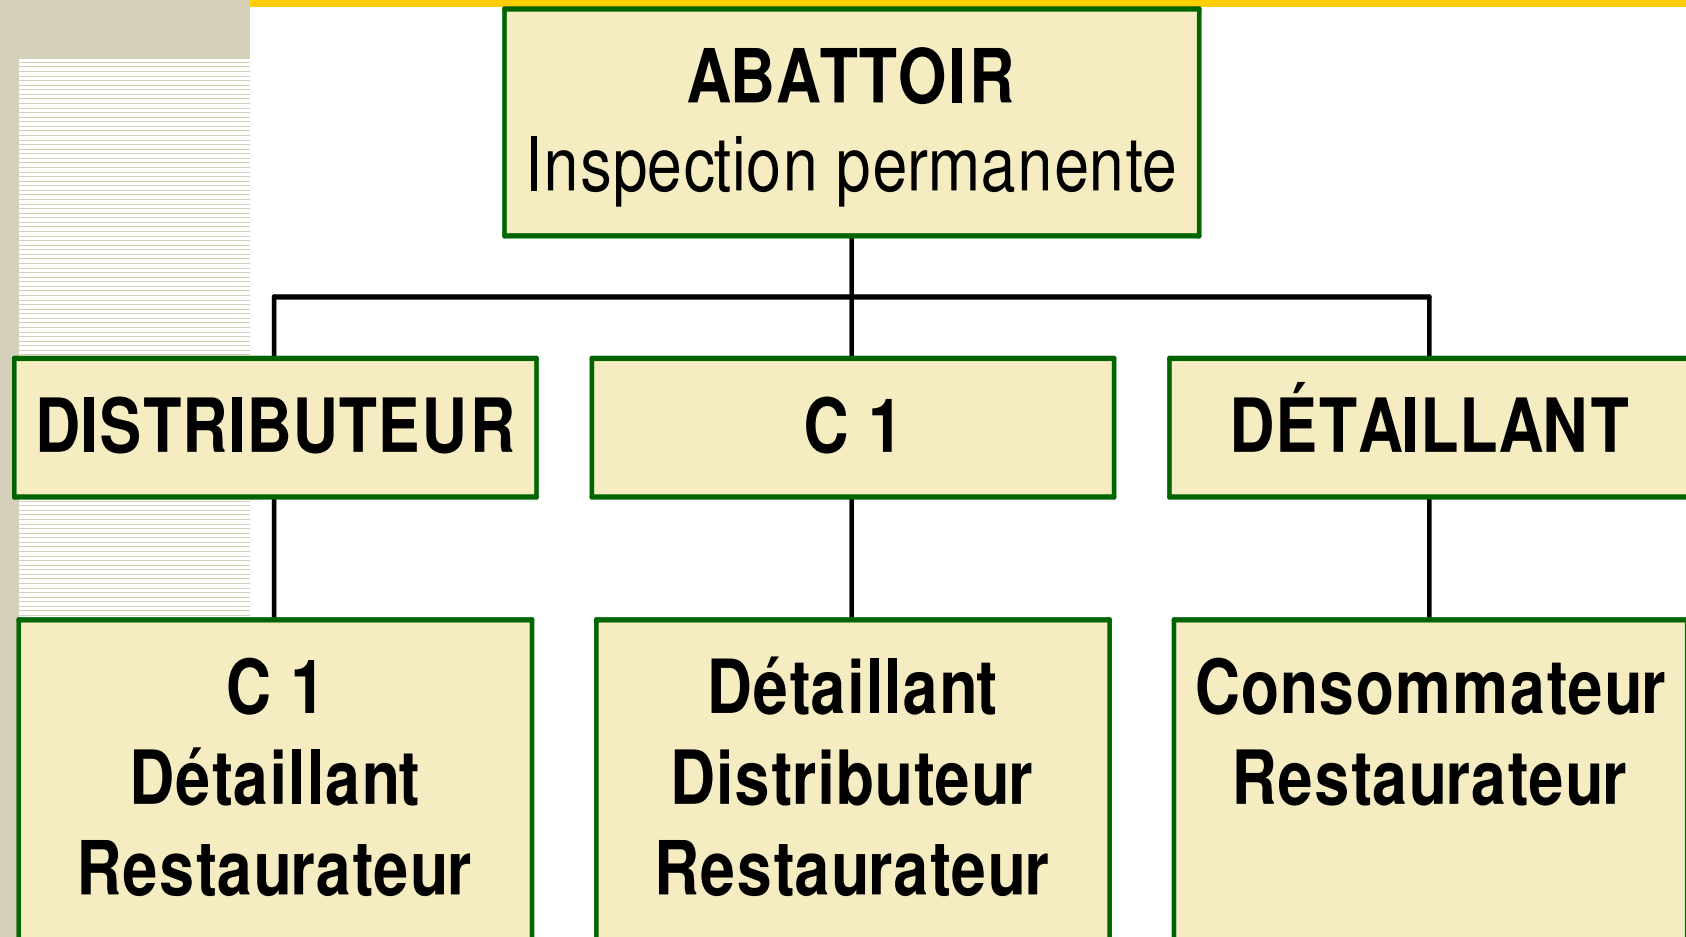 ABATTOIR
Inspection permanente
DISTRIBUTEUR
C 1
DÉTAILLANT
C 1
Détaillant
Restaurateur
Détaillant
Distributeur
Restaurateur
Consommateur
Restaurateur